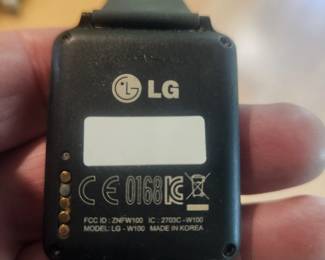 LG
CE 0168
FCC ID : ZNFW100 IC : 2703C - W100
MODEL: LG - W100 MADE IN KOREA